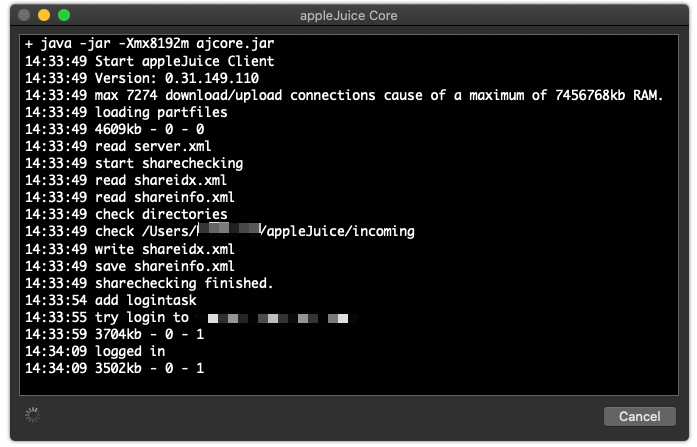 appleJuice Core
+ java -jar -Xmx8192m ajcore.jar
14:33:49 Start appleJuice Client
14:33:49 Version: 0.31.149.110
14:33:49 max 7274 download/upload connections cause of a maximum of 7456768kb RAM.
14:33:49 loading partfiles
14:33:49 4609kb - 0 - 0
14:33:49 read server.xml
14:33:49 start sharechecking
14:33:49 read shareidx.xml
14:33:49 read shareinfo.xml
14:33:49 check directories
14:33:49 check /Users/ /appleJuice/incoming
14:33:49 write shareidx.xml
14:33:49 save shareinfo.xml
14:33:49 sharechecking finished.
14:33:54 add logintask
14:33:55 try login to
14:33:59 3704kb - 0 - 1
14:34:09 logged in
14:34:09 3502kb - 0 - 1
Cancel